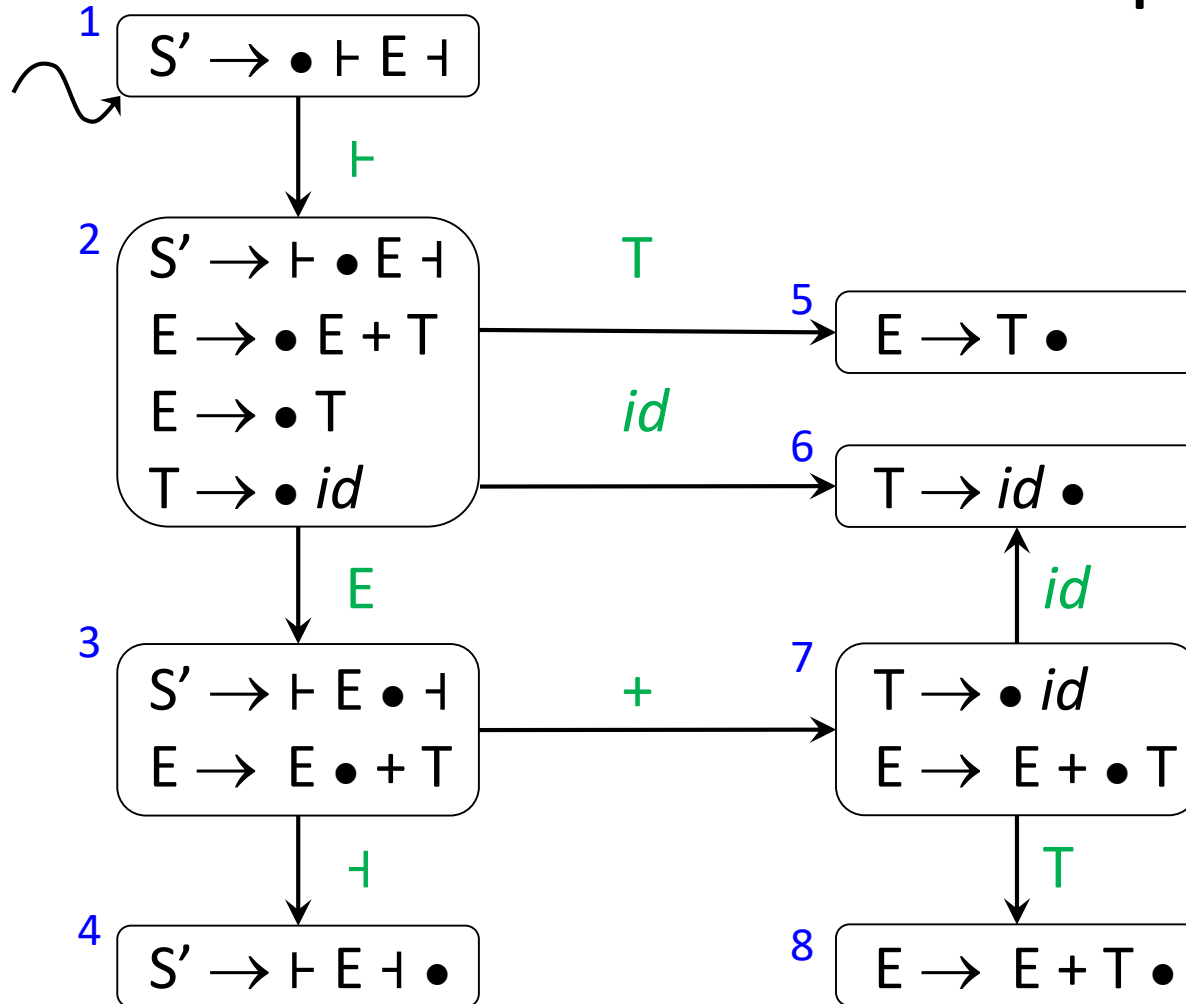 1
S’ → • ⊢ E ⊣
⊢
2
S’ → ⊢ • E ⊣
E → • E + T
E → • T
T → • id
T
id
5
E → T •
6
T → id •
E
id
3
S’ → ⊢ E • ⊣
E → E • + T
+
7
T → • id
E → E + • T
⊣
T
4
S’ → ⊢ E ⊣ •
8
E → E + T •